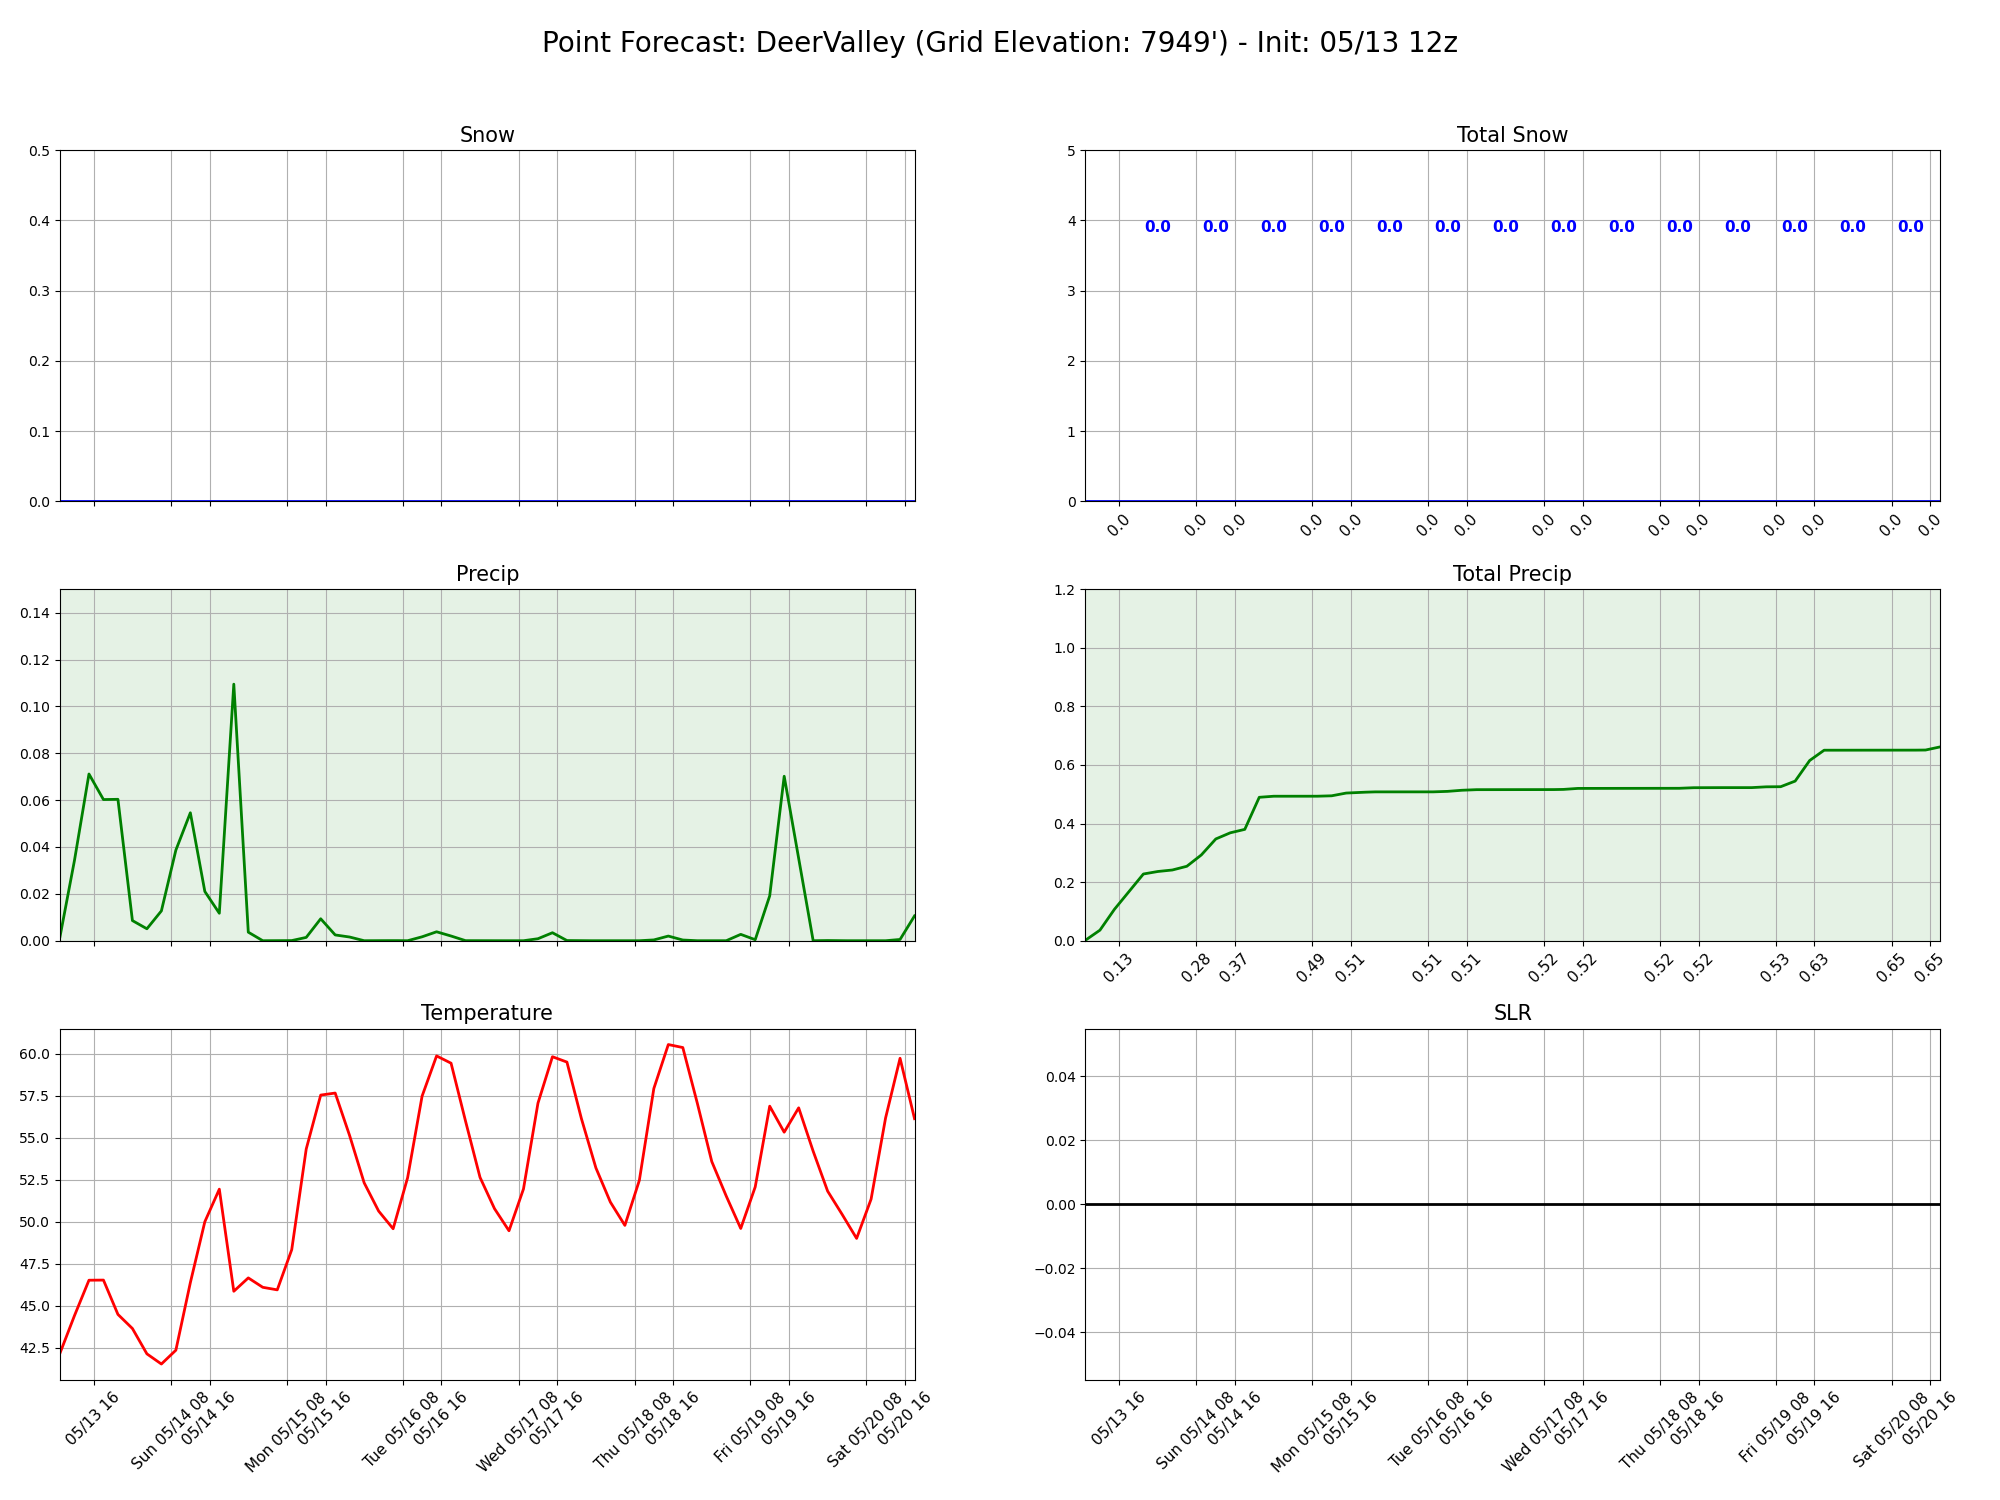 Point Forecast: DeerValley (Grid Elevation: 7949') - Init: 05/13 12z
Snow
0.5
0.4
0.3
0.2
0.1
0.0
Total Snow
5
4
3
2
1
0
0.0 0.0 0.0 0.0 0.0 0.0 0.0 0.0 0.0 0.0 0.0 0.0 0.0 0.0
0.0 0.0 0.0 0.0 0.0 0.0 0.0 0.0 0.0 0.0 0.0 0.0 0.0 0.0 0.0
Precip
0.14
0.12
0.10
0.08
0.06
0.04
0.02
0.00
Total Precip
1.2
1.0
0.8
0.6
0.4
0.2
0.0
0.13 0.28 0.37 0.49 0.51 0.51 0.51 0.52 0.52 0.52 0.52 0.53 0.63 0.65 0.65
Temperature
60.0
57.5
55.0
52.5
50.0
47.5
45.0
42.5
05/13 16
Sun 05/14 08
05/14 16
Mon 05/15 08
05/15 16
Tue 05/16 08
05/16 16
Wed 05/17 08
05/17 16
Thu 05/18 08
05/18 16
Fri 05/19 08
05/19 16
Sat 05/20 08
05/20 16
SLR
0.04
0.02
0.00
−0.02
−0.04
05/13 16
Sun 05/14 08
05/14 16
Mon 05/15 08
05/15 16
Tue 05/16 08
05/16 16
Wed 05/17 08
05/17 16
Thu 05/18 08
05/18 16
Fri 05/19 08
05/19 16
Sat 05/20 08
05/20 16